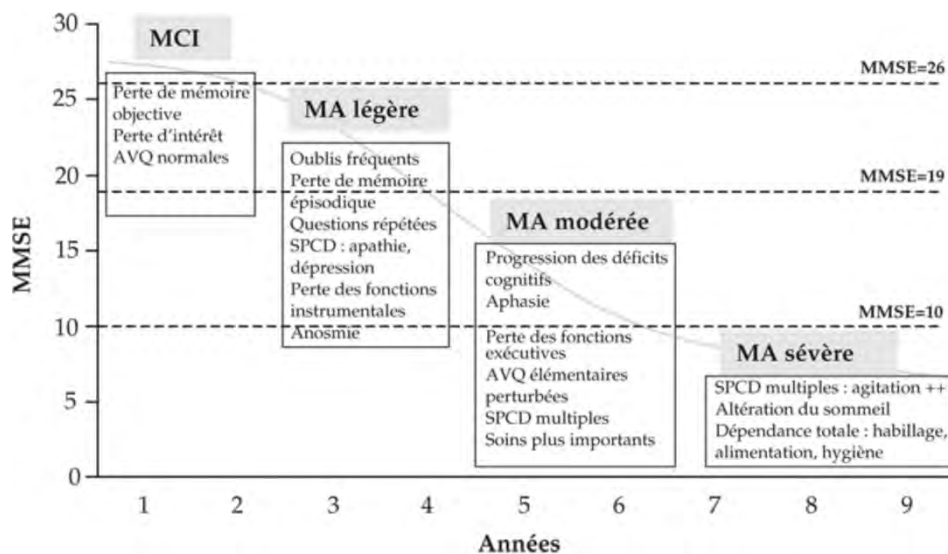 30
25
20
15
10
5
0
MMSE
MCI
Perte de mémoire
objective
Perte d'intérêt
AVQ normales
MA légère
Oublis fréquents
Perte de mémoire
épisodique
Questions répétées
SPCD : apathie,
dépression
Perte des fonctions
instrumentales
Anosmie
MA modérée
Progression des déficits
cognitifs
Aphasie
Perte des fonctions
exécutives
AVQ élémentaires
perturbées
SPCD multiples
Soins plus importants
MA sévère
SPCD multiples : agitation ++
Altération du sommeil
Dépendance totale : habillage,
alimentation, hygiène
MMSE=26
MMSE=19
MMSE=10
1 2 3 4 5 6 7 8 9
Années